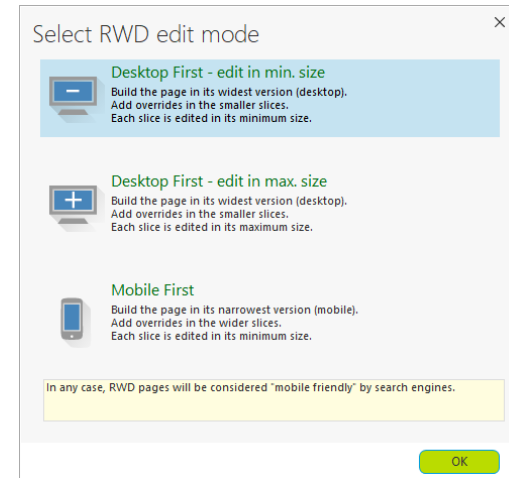 Select RWD edit mode
Desktop First - edit in min. size
Build the page in its widest version (desktop).
Add overrides in the smaller slices.
Each slice is edited in its minimum size.
Desktop First - edit in max. size
Build the page in its widest version (desktop).
Add overrides in the smaller slices.
Each slice is edited in its maximum size.
Mobile First
Build the page in its narrowest version (mobile).
Add overrides in the wider slices.
Each slice is edited in its minimum size.
In any case, RWD pages will be considered "mobile friendly" by search engines.
OK